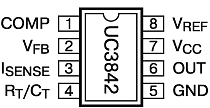 COMP 1 8 VREF
VFB 2 7 VCC
ISENSE 3 6 OUT
RT/CT 4 5 GND
UC3842